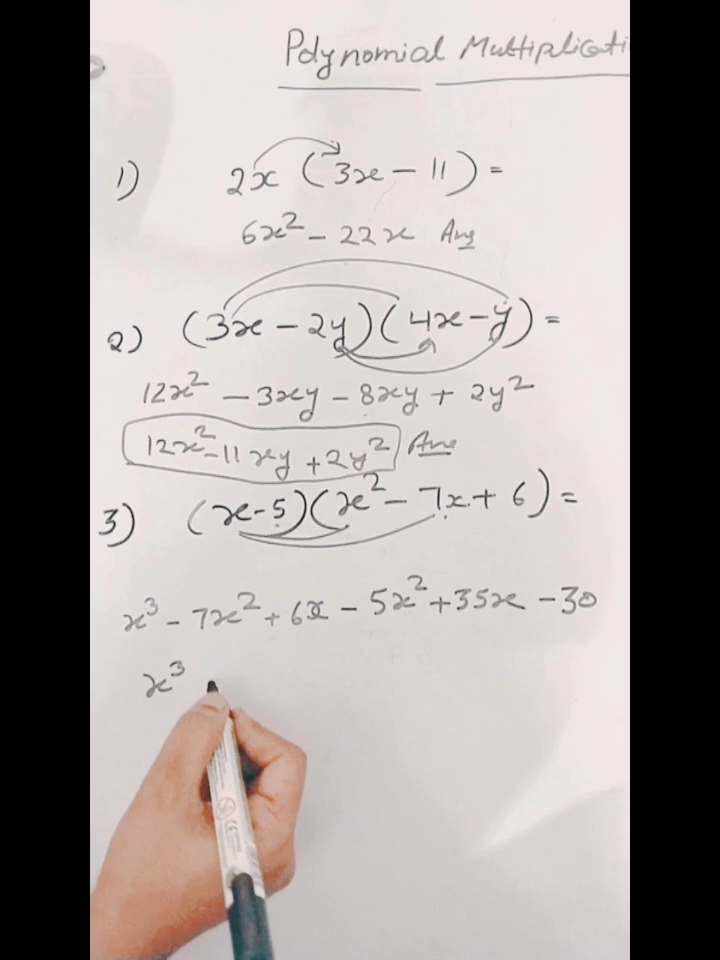 Polynomial Multiplicati
1) 2x (3x - 11) =
6x² - 22x Ans
2) (3x - 2y)(4x - y) =
12x² - 3xy - 8xy + 2y²
12x² - 11xy + 2y² Ans
3) (x - 5)(x² - 7x + 6) =
x³ - 7x² + 6x - 5x² + 35x - 30
x³